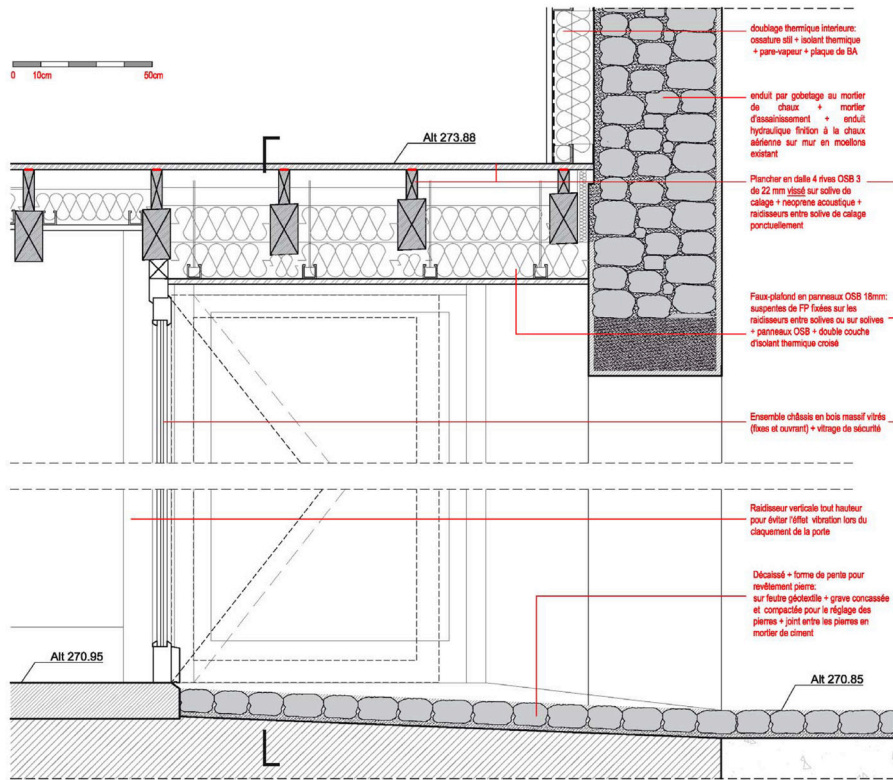 doublage thermique interieure:
ossature stil + isolant thermique
+ pare-vapeur + plaque de BA
0 10cm 50cm
enduit par gobetage au mortier
de chaux + mortier
d'assainissement + enduit
hydraulique finition à la chaux
aérienne sur mur en moellons
existant
Alt 273.88
Plancher en dalle 4 rives OSB 3
de 22 mm vissé sur solive de
calage + neoprene acoustique +
raidisseurs entre solive de calage
ponctuellement
Faux-plafond en panneaux OSB 16mm:
suspentes de FP fixées sur les
raidisseurs entre solives ou sur solives
+ panneaux OSB + double couche
d'isolant thermique croisé
Ensemble châssis en bois massif vitrés
(fixes et ouvrant) + vitrage de sécurité
Raidisseur verticale tout hauteur
pour éviter l'éffet vibration lors du
claquement de la porte
Décaissé + forme de pente pour
revêtement pierre:
sur feutre géotextile + grave concassée
et compactée pour le réglage des
pierres + joint entre les pierres en
mortier de ciment
Alt 270.95
Alt 270.85